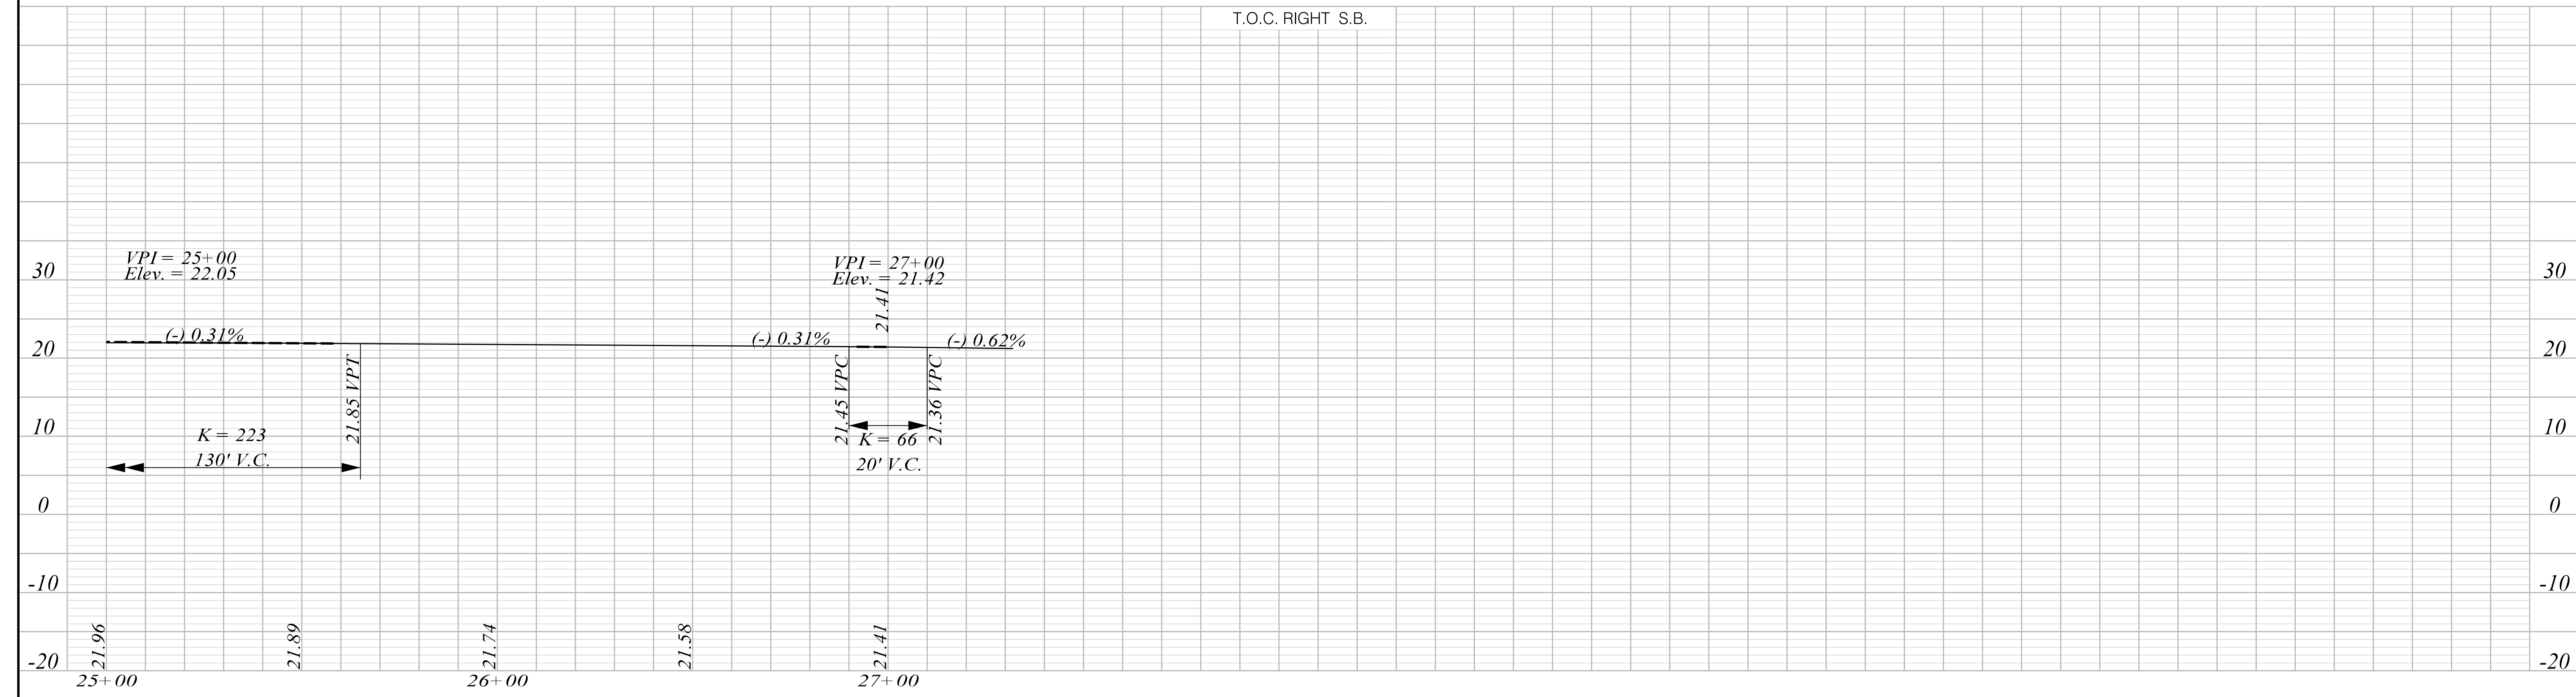 T.O.C. RIGHT S.B.
VPI = 25+00
Elev. = 22.05
VPI = 27+00
Elev. = 21.42
21.41
30
30
(-) 0.31%
(-) 0.31%
(-) 0.62%
20
20
21.85 VPT
21.45 VPC
21.36 VPC
10
10
K = 223
K = 66
130' V.C.
20' V.C.
0
0
-10
-10
21.96
21.89
21.74
21.58
21.41
-20
-20
25+00
26+00
27+00